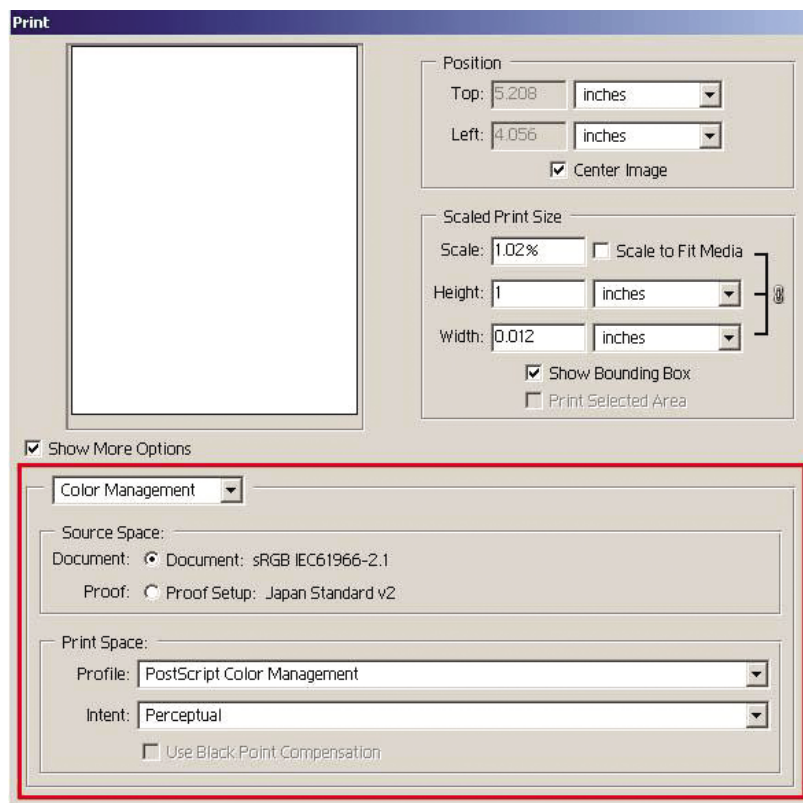 Print
Position
Top: 5.208 inches
Left: 4.056 inches
Center Image
Scaled Print Size
Scale: 1.02% Scale to Fit Media
Height: 1 inches
Width: 0.012 inches
Show Bounding Box
Print Selected Area
Show More Options
Color Management
Source Space:
Document: Document: sRGB IEC61966-2.1
Proof: Proof Setup: Japan Standard v2
Print Space:
Profile: PostScript Color Management
Intent: Perceptual
Use Black Point Compensation